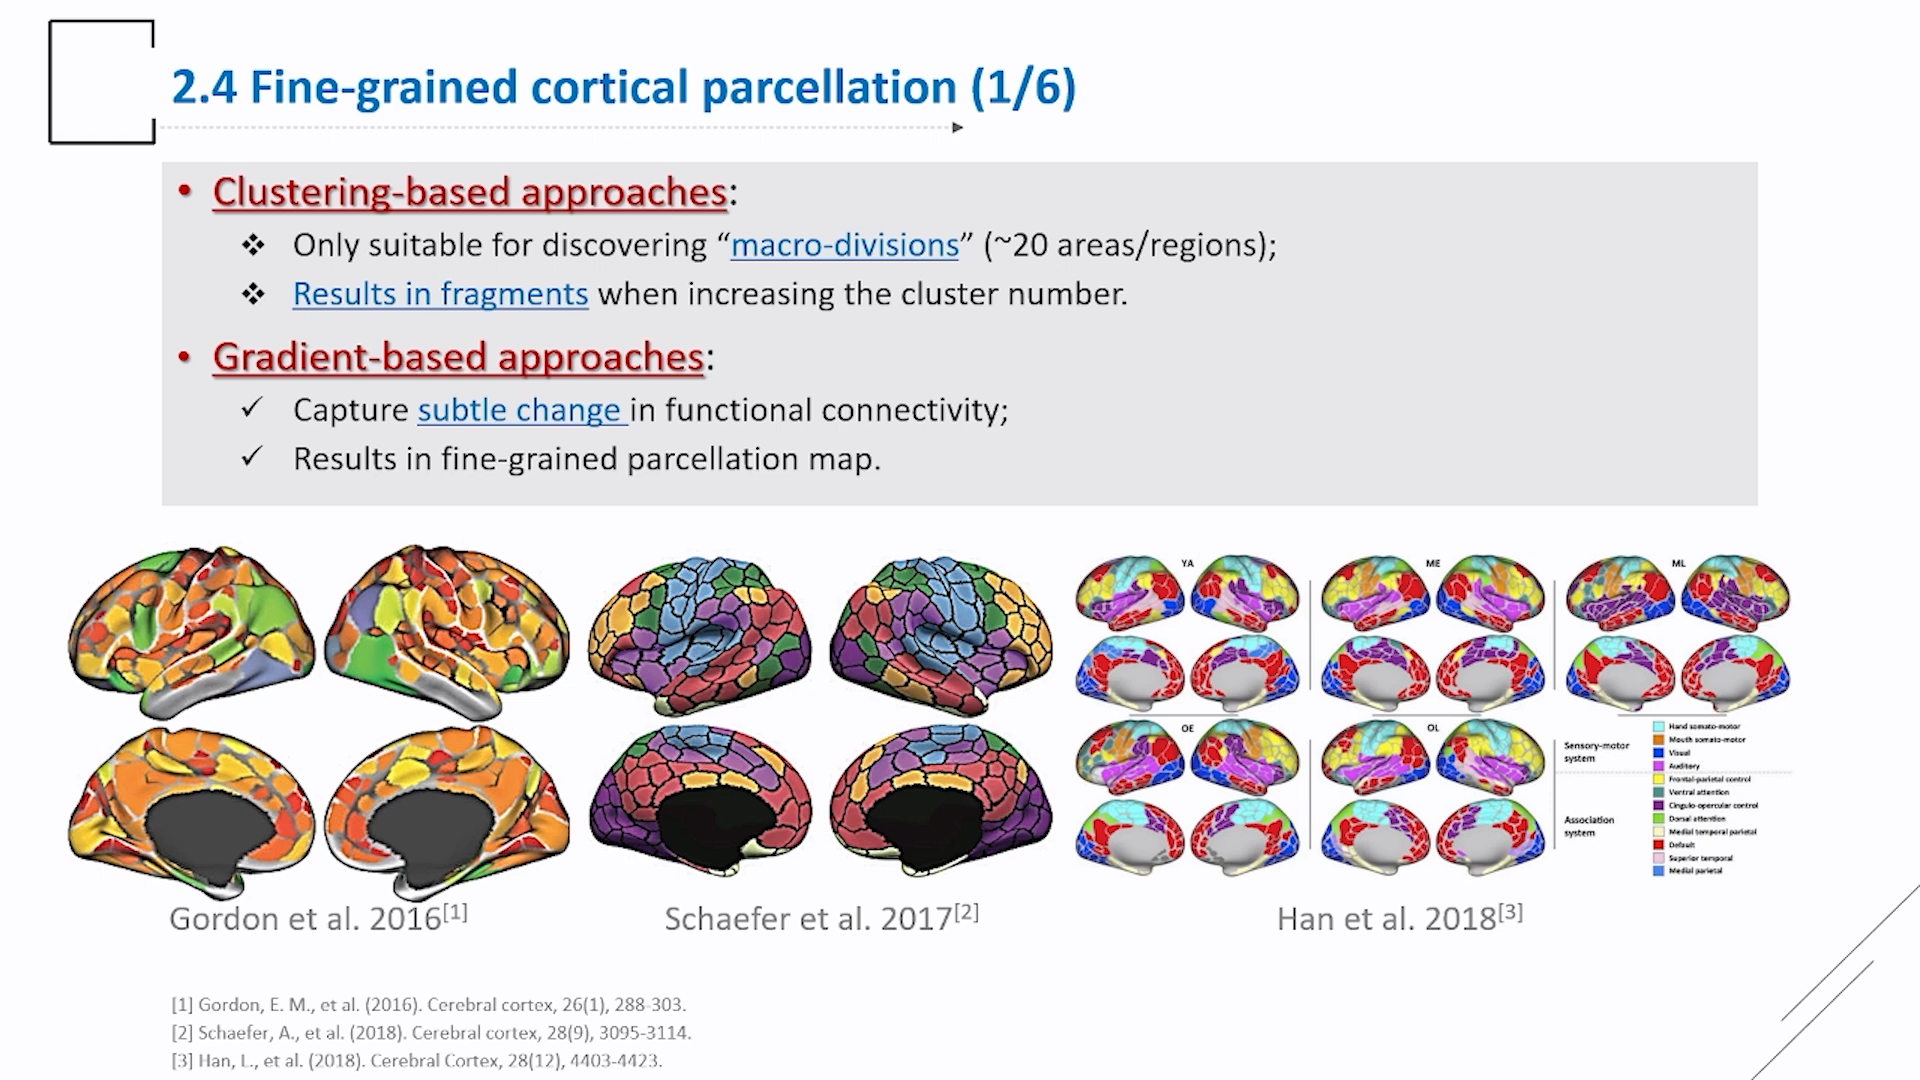 2.4 Fine-grained cortical parcellation (1/6)
• Clustering-based approaches:
❖ Only suitable for discovering “macro-divisions” (~20 areas/regions);
❖ Results in fragments when increasing the cluster number.
• Gradient-based approaches:
✓ Capture subtle change in functional connectivity;
✓ Results in fine-grained parcellation map.
YA
ME
ML
OE
OL
Sensory-motor
system
Association
system
Hand somato-motor
Mouth somato-motor
Visual
Auditory
Frontal-parietal control
Ventral attention
Cingulo-opercular control
Dorsal attention
Medial temporal parietal
Default
Superior temporal
Medial parietal
Gordon et al. 2016[1]
Schaefer et al. 2017[2]
Han et al. 2018[3]
[1] Gordon, E. M., et al. (2016). Cerebral cortex, 26(1), 288-303.
[2] Schaefer, A., et al. (2018). Cerebral cortex, 28(9), 3095-3114.
[3] Han, L., et al. (2018). Cerebral Cortex, 28(12), 4403-4423.